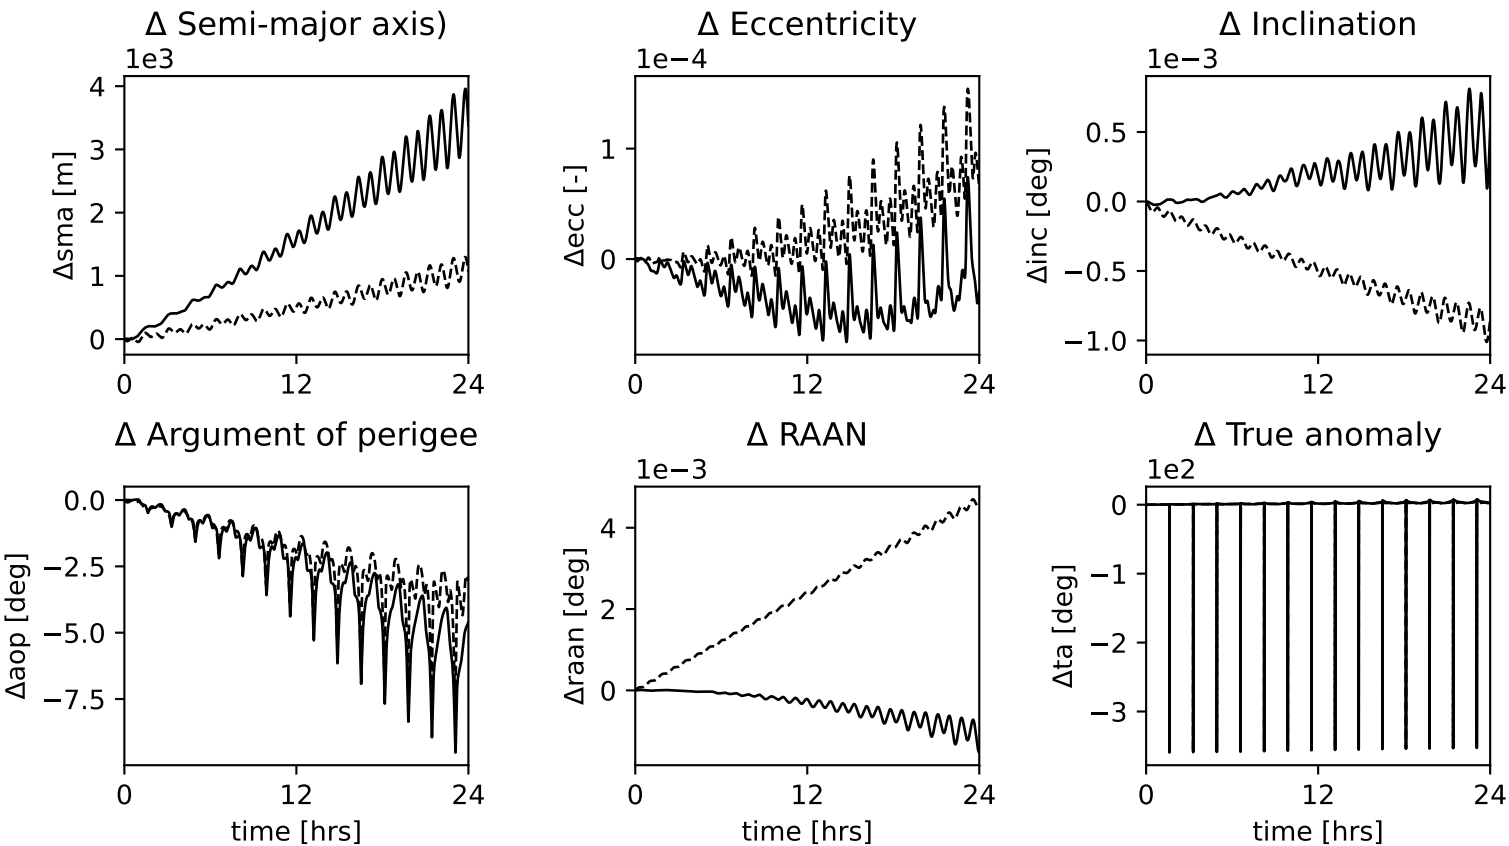 Δ Semi-major axis)
1e3
Δsma [m]
4
3
2
1
0
0 12 24
Δ Eccentricity
1e−4
Δecc [-]
1
0
0 12 24
Δ Inclination
1e−3
Δinc [deg]
0.5
0.0
−0.5
−1.0
0 12 24
Δ Argument of perigee
Δaop [deg]
0.0
−2.5
−5.0
−7.5
0 12 24
time [hrs]
Δ RAAN
1e−3
Δraan [deg]
4
2
0
0 12 24
time [hrs]
Δ True anomaly
1e2
Δta [deg]
0
−1
−2
−3
0 12 24
time [hrs]